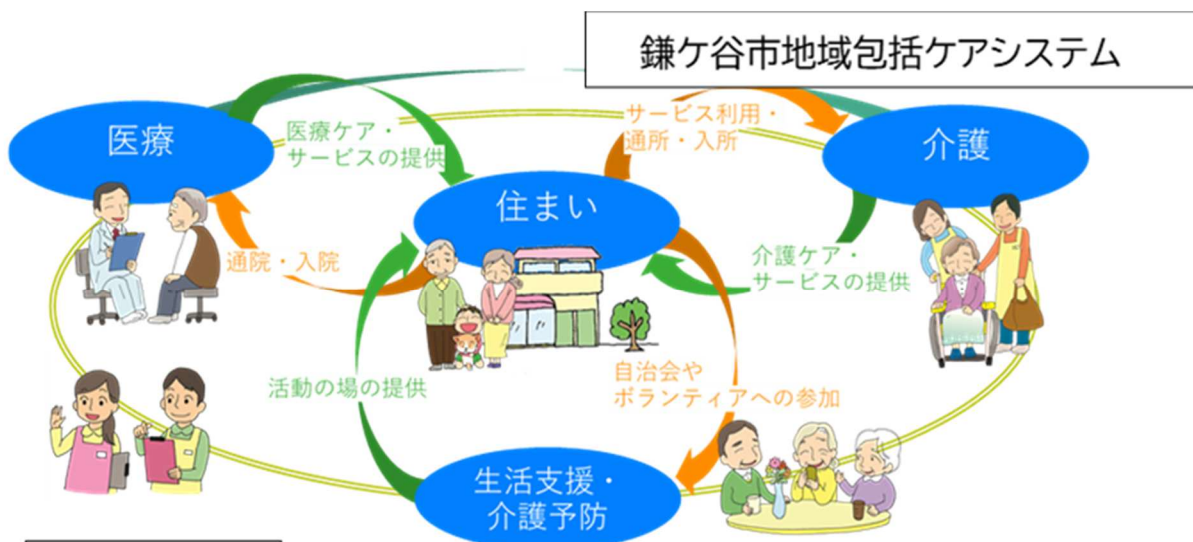 鎌ケ谷市地域包括ケアシステム
医療
医療ケア・
サービスの提供
サービス利用・
通所・入所
介護
住まい
通院・入院
介護ケア・
サービスの提供
活動の場の提供
自治会や
ボランティアへの参加
生活支援・
介護予防